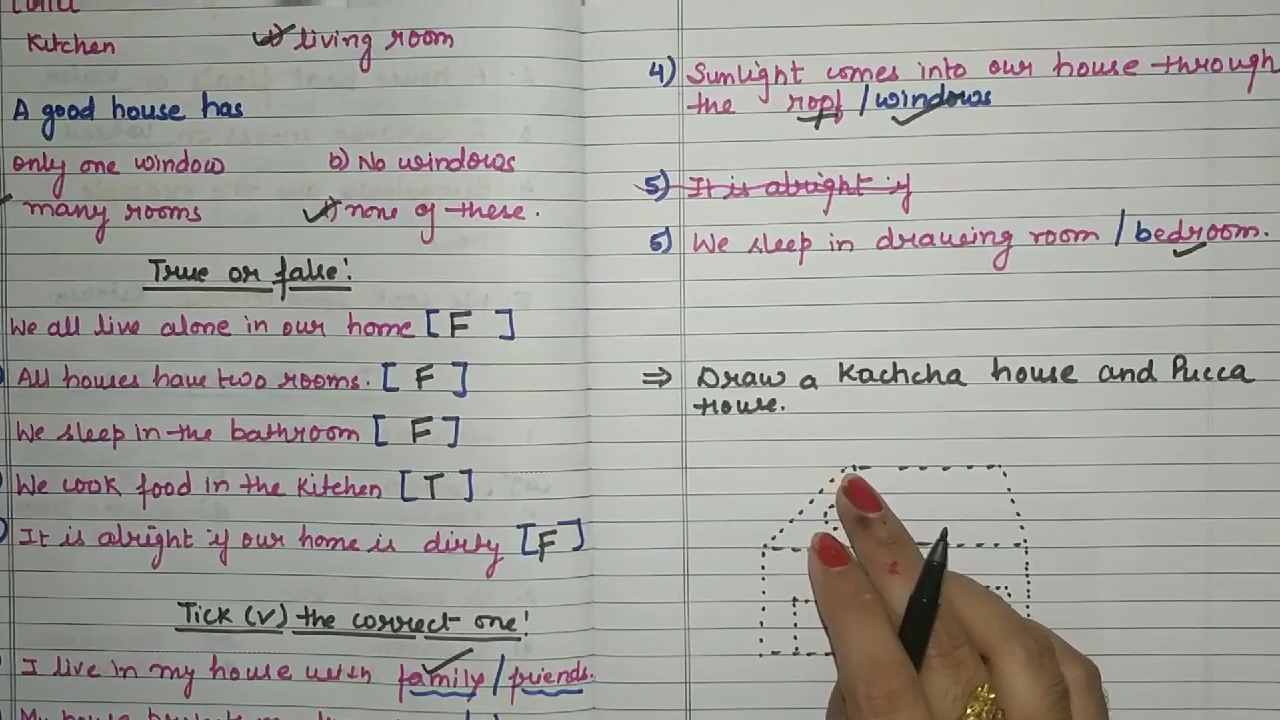 Kitchen living room
A good house has
only one window b) No windows
many rooms none of these.
True or false!
We all live alone in our home [ F ]
All houses have two rooms. [ F ]
We sleep in the bathroom [ F ]
We cook food in the Kitchen [ T ]
It is alright if our home is dirty [ F ]
Tick (√) the correct one!
I live in my house with family / friends.
My house
4) Sunlight comes into our house through
the roof / windows
5) It is alright if
5) We sleep in drawing room / bedroom.
⇒ Draw a Kachcha house and Pucca
House.